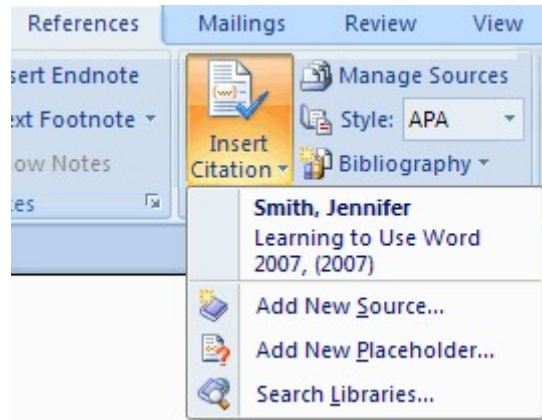 References Mailings Review View
sert Endnote
ext Footnote
ow Notes
es
Insert
Citation
Manage Sources
Style: APA
Bibliography
Smith, Jennifer
Learning to Use Word
2007, (2007)
Add New Source...
Add New Placeholder...
Search Libraries...